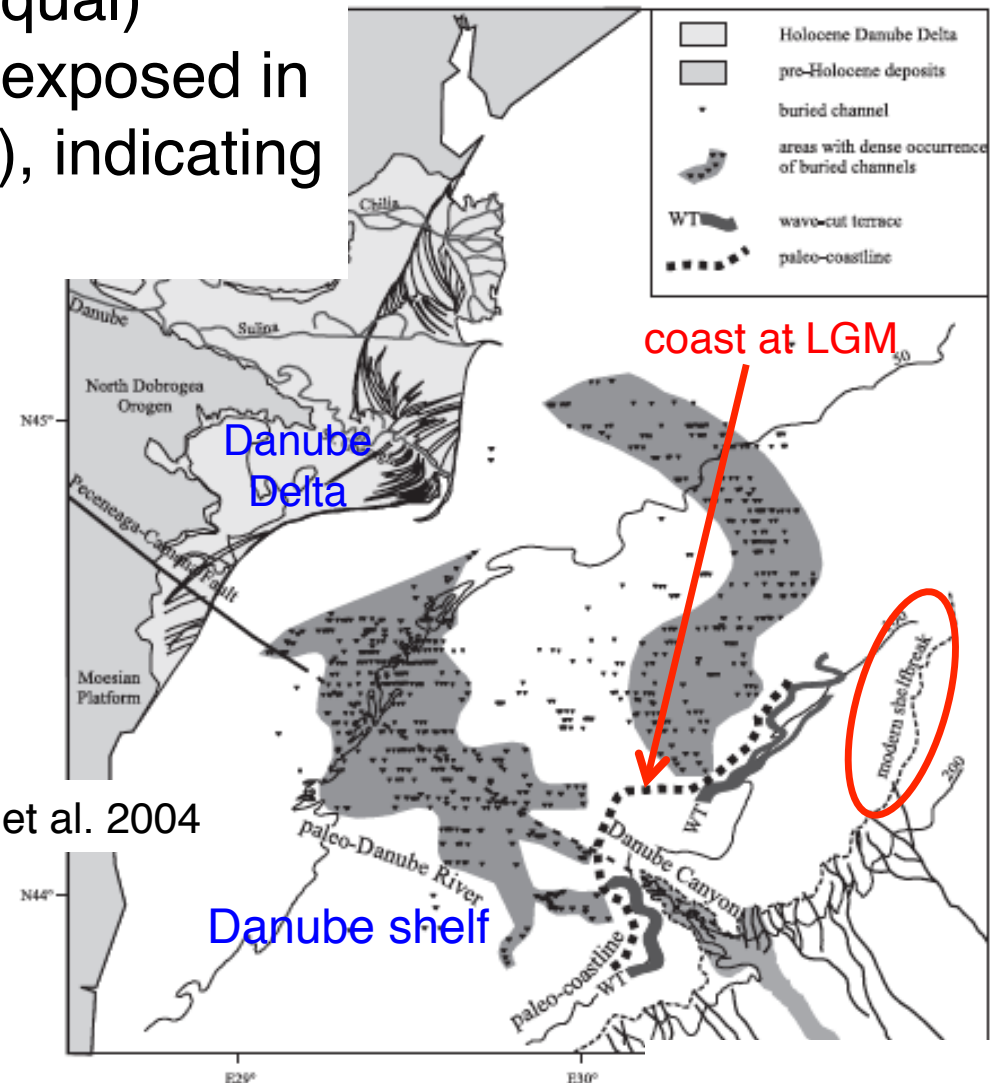 qual)
exposed in
), indicating
Holocene Danube Delta
pre-Holocene deposits
buried channel
areas with dense occurrence
of buried channels
WT
wave-cut terrace
paleo-coastline
Chilia
Danube
Sulina
coast at LGM
50
North Dobrogea
Orogen
N45°
Danube
Delta
Peceneaga-Camena Fault
Moesian
Platform
modern shelfbreak
200
et al. 2004
paleo-Danube River
WT
Danube Canyon
N44°
Danube shelf
paleo-coastline
WT
E29°
E30°